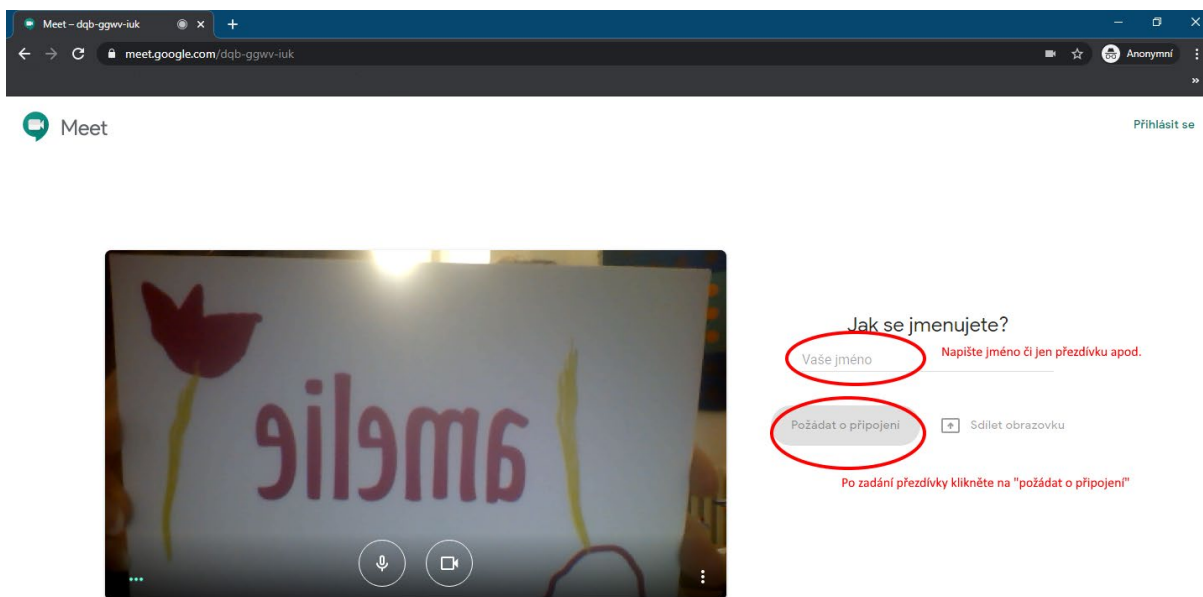 Meet – dqb-ggwv-iuk
meet.google.com/dqb-ggwv-iuk
Anonymní
Meet
Přihlásit se
amelie
Jak se jmenujete?
Vaše jméno
Napište jméno či jen přezdívku apod.
Požádat o připojení
Sdílet obrazovku
Po zadání přezdívky klikněte na "požádat o připojení"